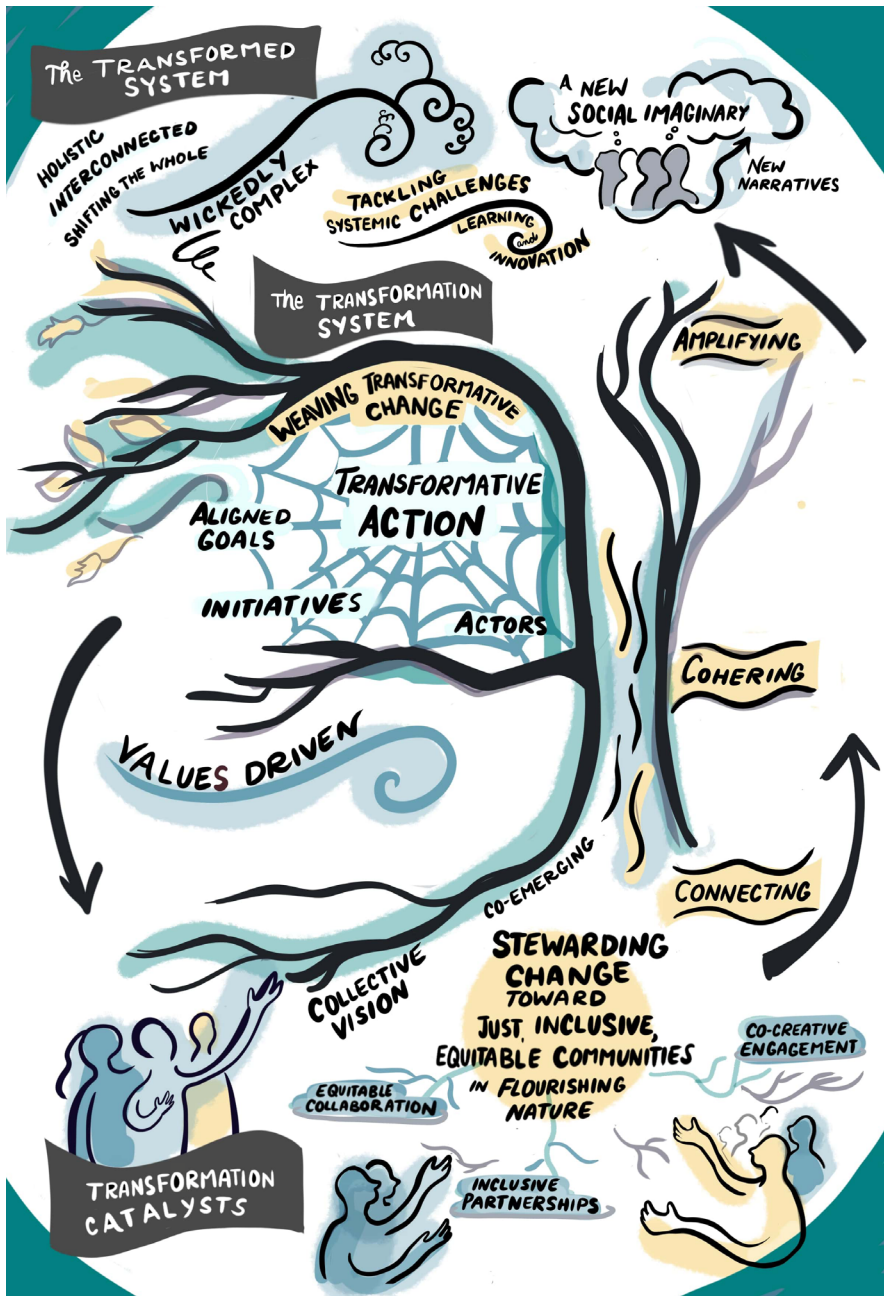 The TRANSFORMED
SYSTEM
HOLISTIC
INTERCONNECTED
SHIFTING THE WHOLE
WICKEDLY
COMPLEX
TACKLING
SYSTEMIC CHALLENGES
LEARNING
and
INNOVATION
A NEW
SOCIAL IMAGINARY
NEW
NARRATIVES
The TRANSFORMATION
SYSTEM
AMPLIFYING
WEAVING TRANSFORMATIVE
CHANGE
TRANSFORMATIVE
ACTION
ALIGNED
GOALS
INITIATIVES
ACTORS
COHERING
VALUES DRIVEN
CONNECTING
CO-EMERGING
COLLECTIVE
VISION
STEWARDING
CHANGE
TOWARD
JUST, INCLUSIVE,
EQUITABLE COMMUNITIES
IN FLOURISHING
NATURE
CO-CREATIVE
ENGAGEMENT
EQUITABLE
COLLABORATION
INCLUSIVE
PARTNERSHIPS
TRANSFORMATION
CATALYSTS